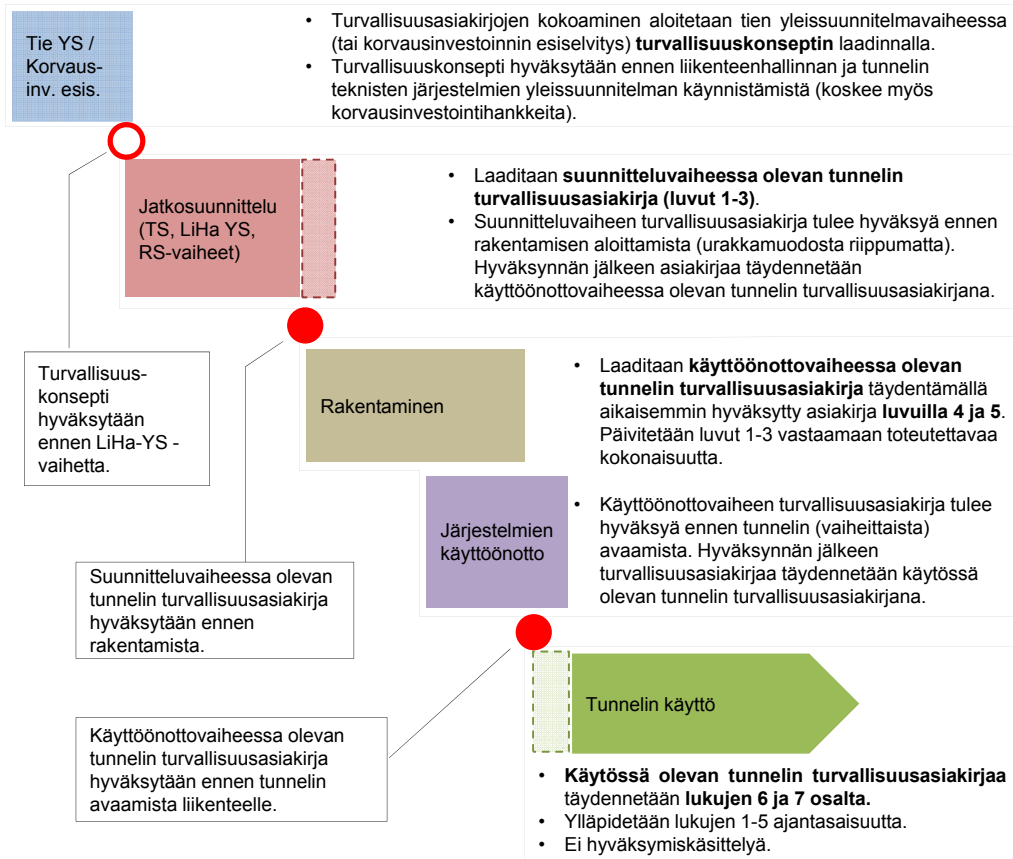 Tie YS /
Korvaus-
inv. esis.
• Turvallisuusasiakirjojen kokoaminen aloitetaan tien yleissuunnitelmavaiheessa
(tai korvausinvestoinnin esiselvitys) turvallisuuskonseptin laadinnalla.
• Turvallisuuskonsepti hyväksytään ennen liikenteenhallinnan ja tunnelin
teknisten järjestelmien yleissuunnitelman käynnistämistä (koskee myös
korvausinvestointihankkeita).
Jatkosuunnittelu
(TS, LiHa YS,
RS-vaiheet)
• Laaditaan suunnitteluvaiheessa olevan tunnelin
turvallisuusasiakirja (luvut 1-3).
• Suunnitteluvaiheen turvallisuusasiakirja tulee hyväksyä ennen
rakentamisen aloittamista (urakkamuodosta riippumatta).
Hyväksynnän jälkeen asiakirjaa täydennetään
käyttöönottovaiheessa olevan tunnelin turvallisuusasiakirjana.
Turvallisuus-
konsepti
hyväksytään
ennen LiHa-YS -
vaihetta.
Rakentaminen
• Laaditaan käyttöönottovaiheessa olevan
tunnelin turvallisuusasiakirja täydentämällä
aikaisemmin hyväksytty asiakirja luvuilla 4 ja 5.
Päivitetään luvut 1-3 vastaamaan toteutettavaa
kokonaisuutta.
Järjestelmien
käyttöönotto
• Käyttöönottovaiheen turvallisuusasiakirja tulee
hyväksyä ennen tunnelin (vaiheittaista)
avaamista. Hyväksynnän jälkeen
turvallisuusasiakirjaa täydennetään käytössä
olevan tunnelin turvallisuusasiakirjana.
Suunnitteluvaiheessa olevan
tunnelin turvallisuusasiakirja
hyväksytään ennen
rakentamista.
Tunnelin käyttö
Käyttöönottovaiheessa olevan
tunnelin turvallisuusasiakirja
hyväksytään ennen tunnelin
avaamista liikenteelle.
• Käytössä olevan tunnelin turvallisuusasiakirjaa
täydennetään lukujen 6 ja 7 osalta.
• Ylläpidetään lukujen 1-5 ajantasaisuutta.
• Ei hyväksymiskäsittelyä.